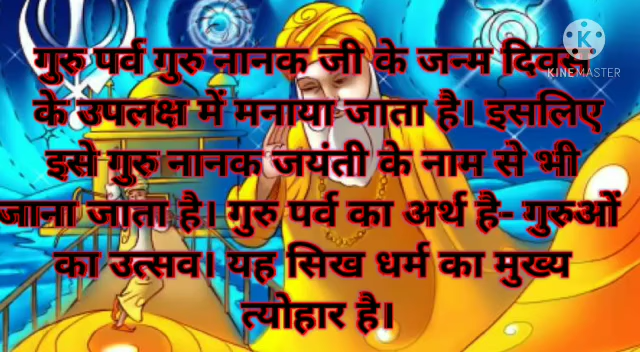 गुरु पर्व गुरु नानक जी के जन्म दिवस
के उपलक्ष में मनाया जाता है। इसलिए
इसे गुरु नानक जयंती के नाम से भी
जाना जाता है। गुरु पर्व का अर्थ है- गुरुओं
का उत्सव। यह सिख धर्म का मुख्य
त्योहार है।
KINEMASTER